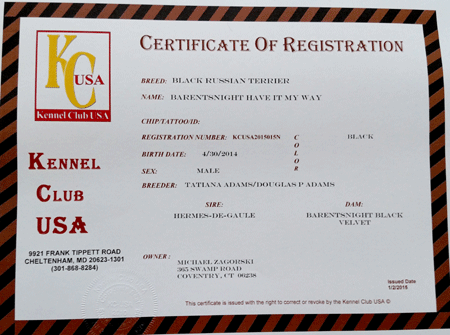 KC USA
Kennel Club USA
CERTIFICATE OF REGISTRATION
BREED: BLACK RUSSIAN TERRIER
NAME: BARENTSNIGHT HAVE IT MY WAY
CHIP/TATTOO/ID:
REGISTRATION NUMBER: KCUSA2015015N COLOR BLACK
BIRTH DATE: 4/30/2014
SEX: MALE
BREEDER: TATIANA ADAMS/DOUGLAS P ADAMS
SIRE: DAM:
HERMES-DE-GAULE BARENTSNIGHT BLACK
VELVET
KENNEL
CLUB
USA
9921 FRANK TIPPETT ROAD
CHELTENHAM, MD 20623-1301
(301-868-8284)
OWNER :
MICHAEL ZAGORSKI
365 SWAMP ROAD
COVENTRY, CT 06238
Issued Date
1/2/2015
This certificate is issued with the right to correct or revoke by the Kennel Club USA ©